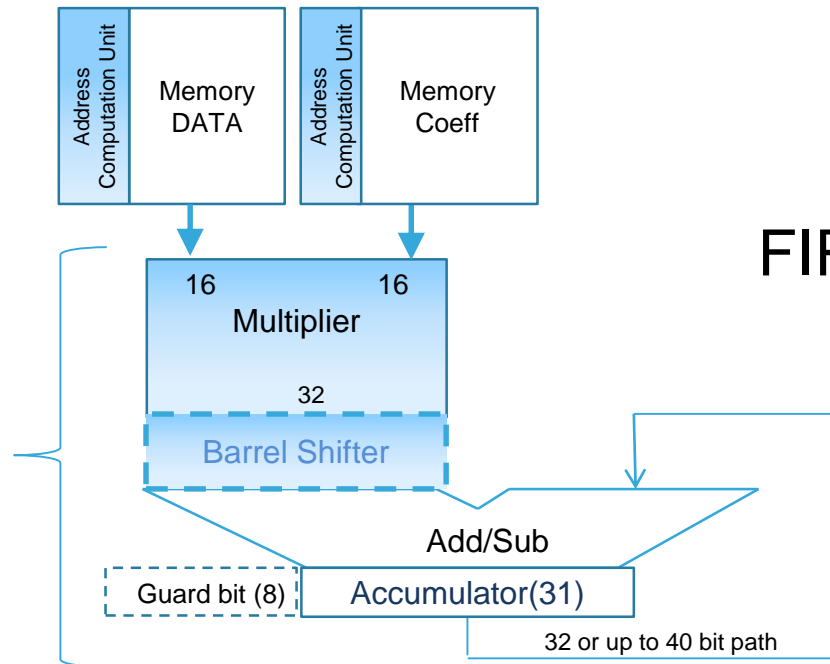 Address
Computation Unit
Memory
DATA
Address
Computation Unit
Memory
Coeff
16
16
Multiplier
32
Barrel Shifter
Add/Sub
Guard bit (8)
Accumulator(31)
32 or up to 40 bit path